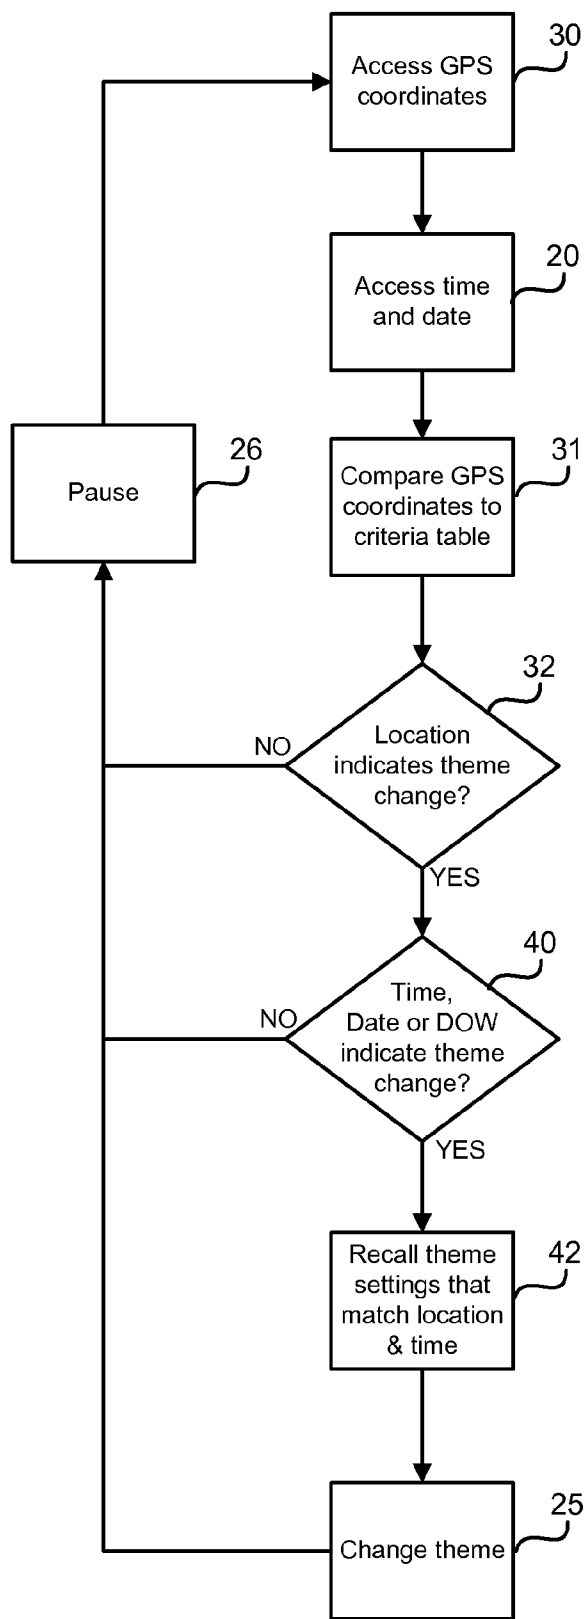 30
Access GPS
coordinates
20
Access time
and date
26
Pause
31
Compare GPS
coordinates to
criteria table
32
Location
indicates theme
change?
NO
YES
40
Time,
Date or DOW
indicate theme
change?
NO
YES
42
Recall theme
settings that
match location
& time
25
Change theme